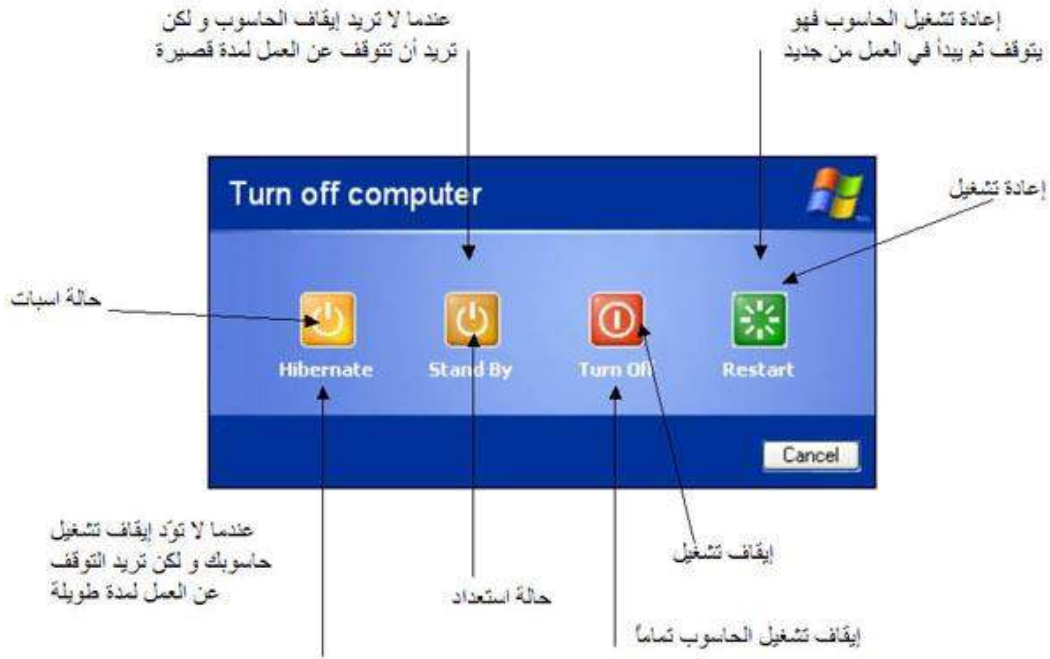 عندما لا تريد إيقاف الحاسوب و لكن
تريد أن تتوقف عن العمل لمدة قصيرة
إعادة تشغيل الحاسوب فهو
يتوقف ثم يبدأ في العمل من جديد
Turn off computer
إعادة تشغيل
حالة اسبات
Hibernate
Stand By
Turn Off
Restart
Cancel
عندما لا تودّ إيقاف تشغيل
حاسوبك و لكن تريد التوقف
عن العمل لمدة طويلة
حالة استعداد
إيقاف تشغيل
إيقاف تشغيل الحاسوب تماماً